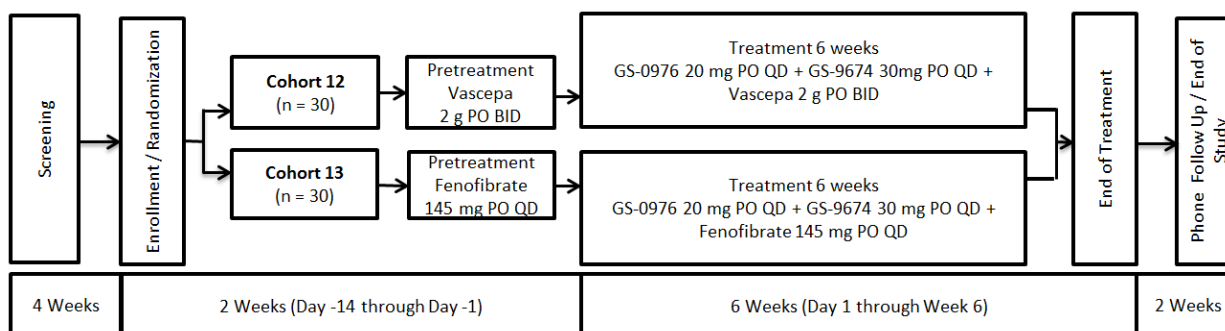 Screening
Enrollment / Randomization
Cohort 12
(n = 30)
Pretreatment
Vascepa
2 g PO BID
Treatment 6 weeks
GS-0976 20 mg PO QD + GS-9674 30mg PO QD +
Vascepa 2 g PO BID
Cohort 13
(n = 30)
Pretreatment
Fenofibrate
145 mg PO QD
Treatment 6 weeks
GS-0976 20 mg PO QD + GS-9674 30 mg PO QD +
Fenofibrate 145 mg PO QD
End of Treatment
Phone Follow Up / End of
Study
4 Weeks
2 Weeks (Day -14 through Day -1)
6 Weeks (Day 1 through Week 6)
2 Weeks